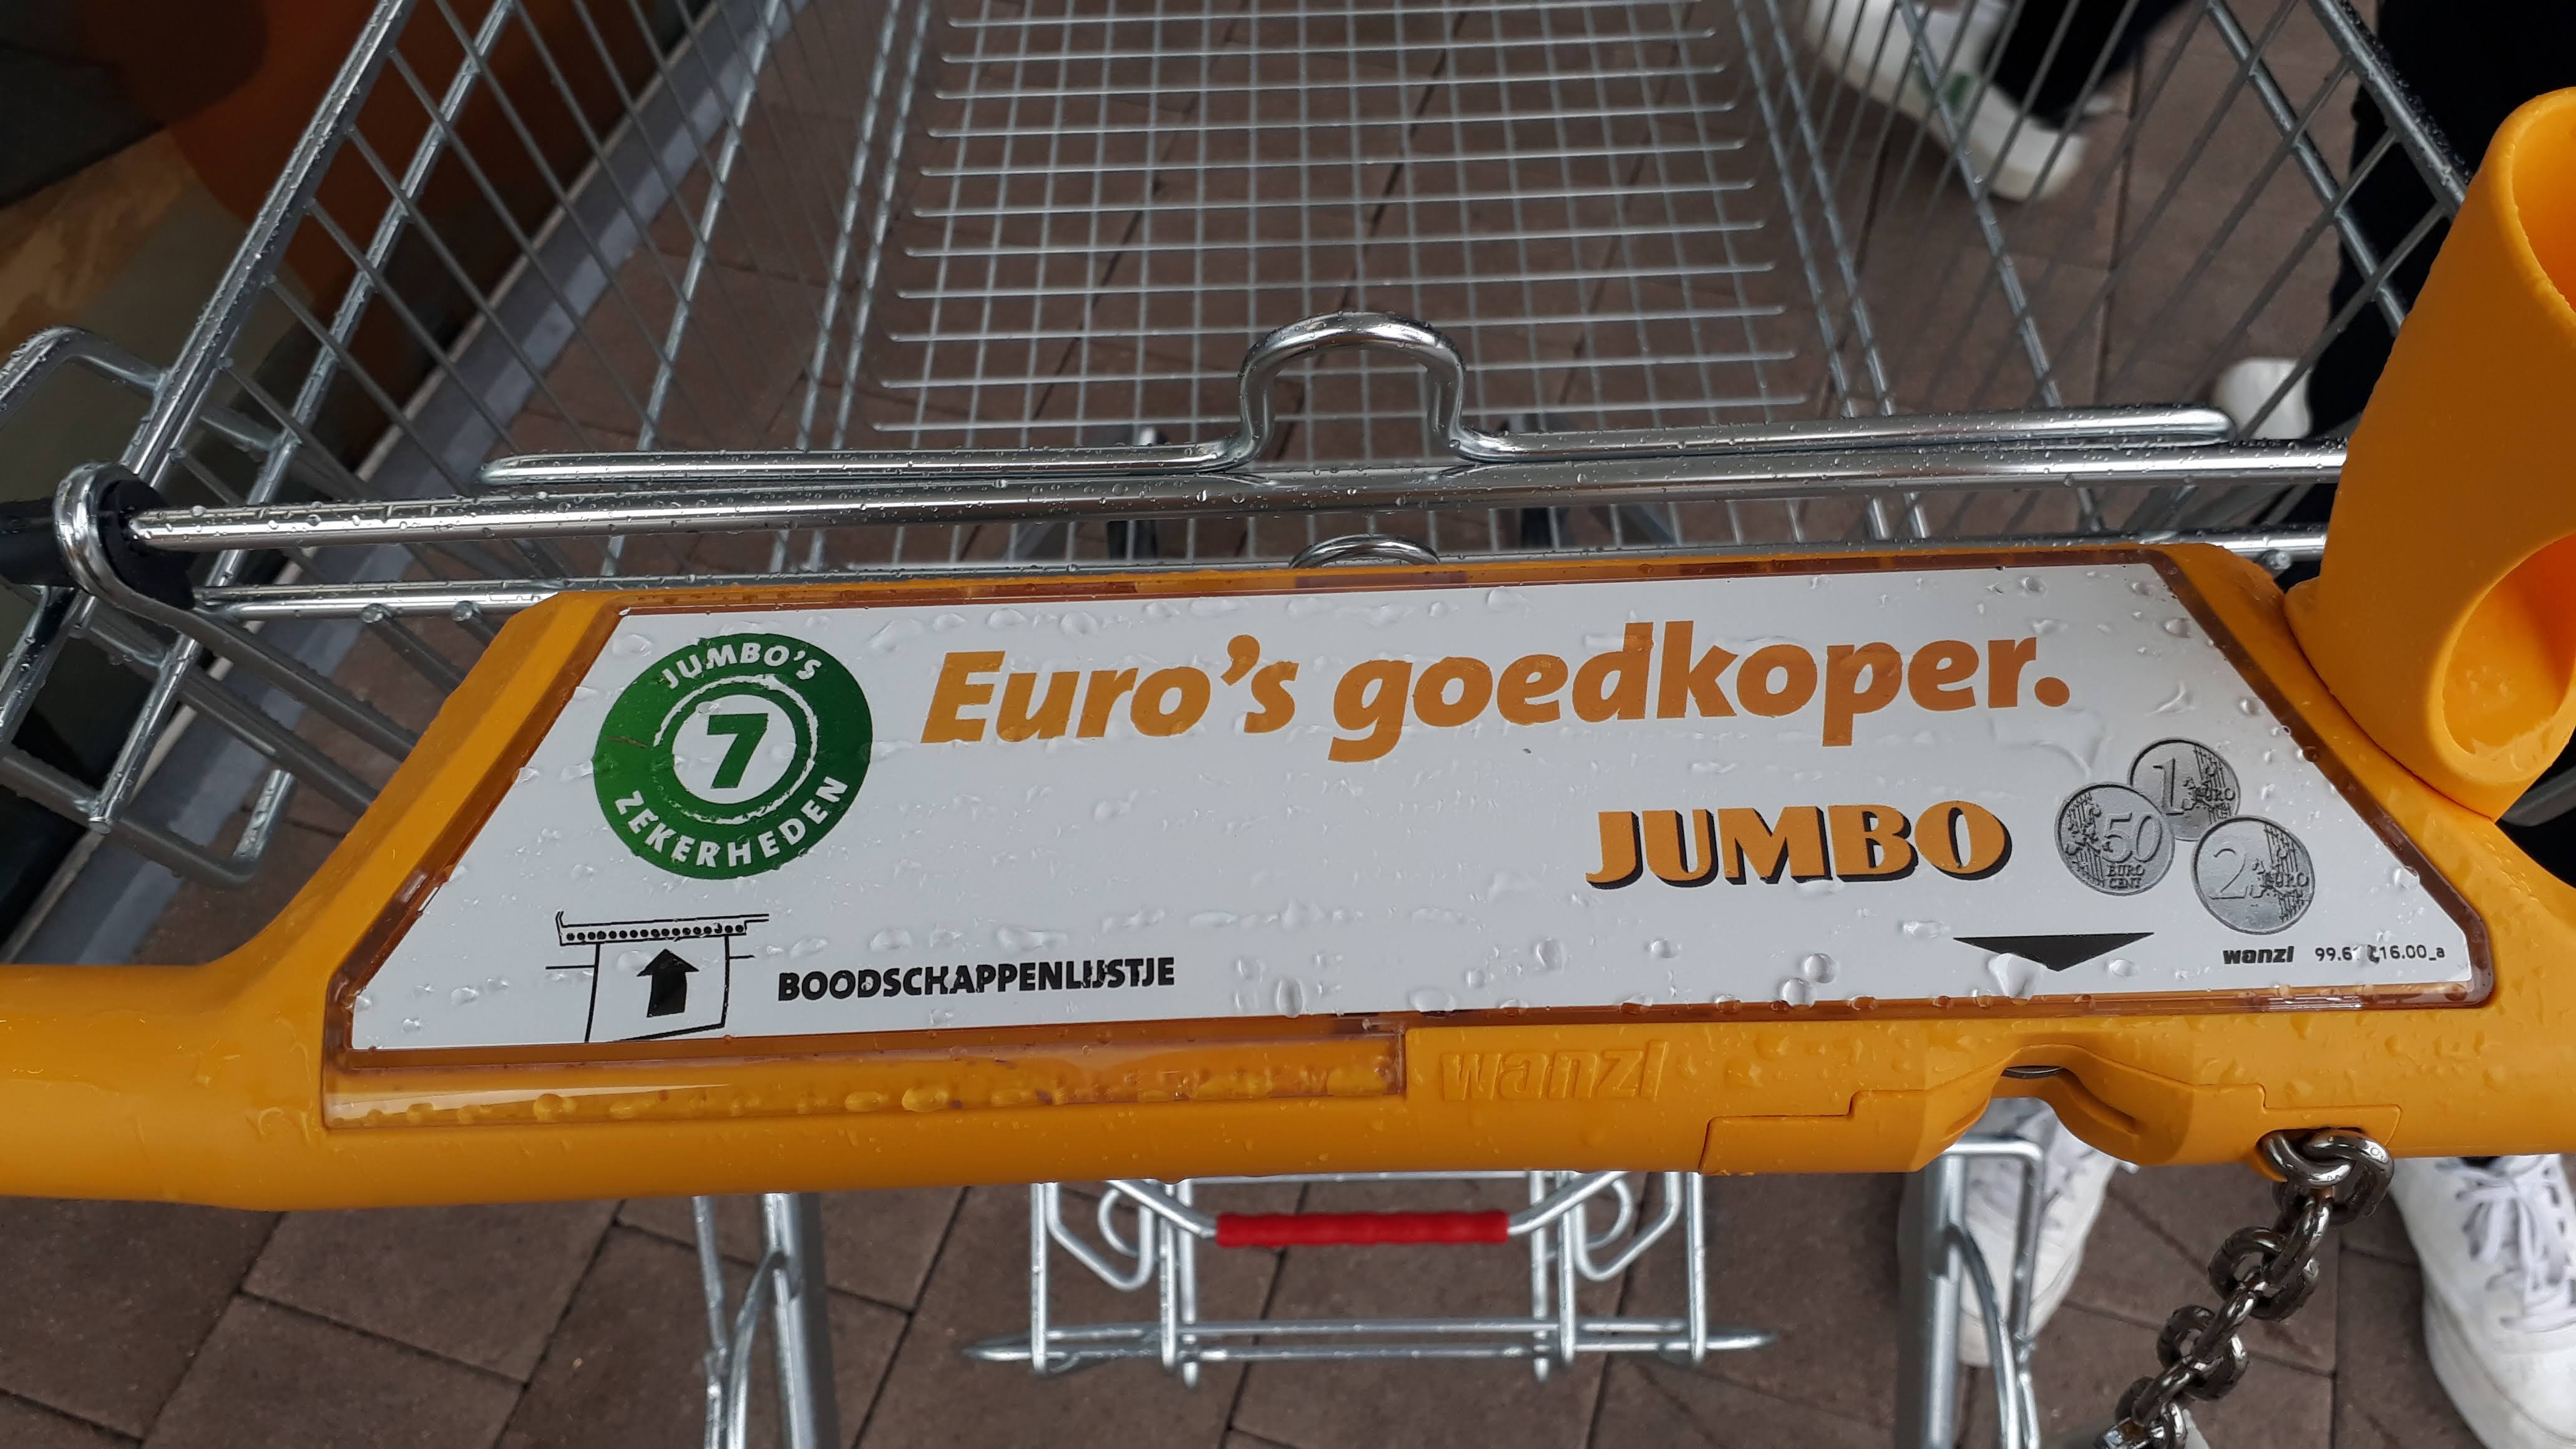 JUMBO'S
7
ZEKERHEDEN
Euro's goedkoper.
JUMBO
1 EURO
50 EURO CENT
2 EURO
BOODSCHAPPENLIJSTJE
wanzl
wanzl